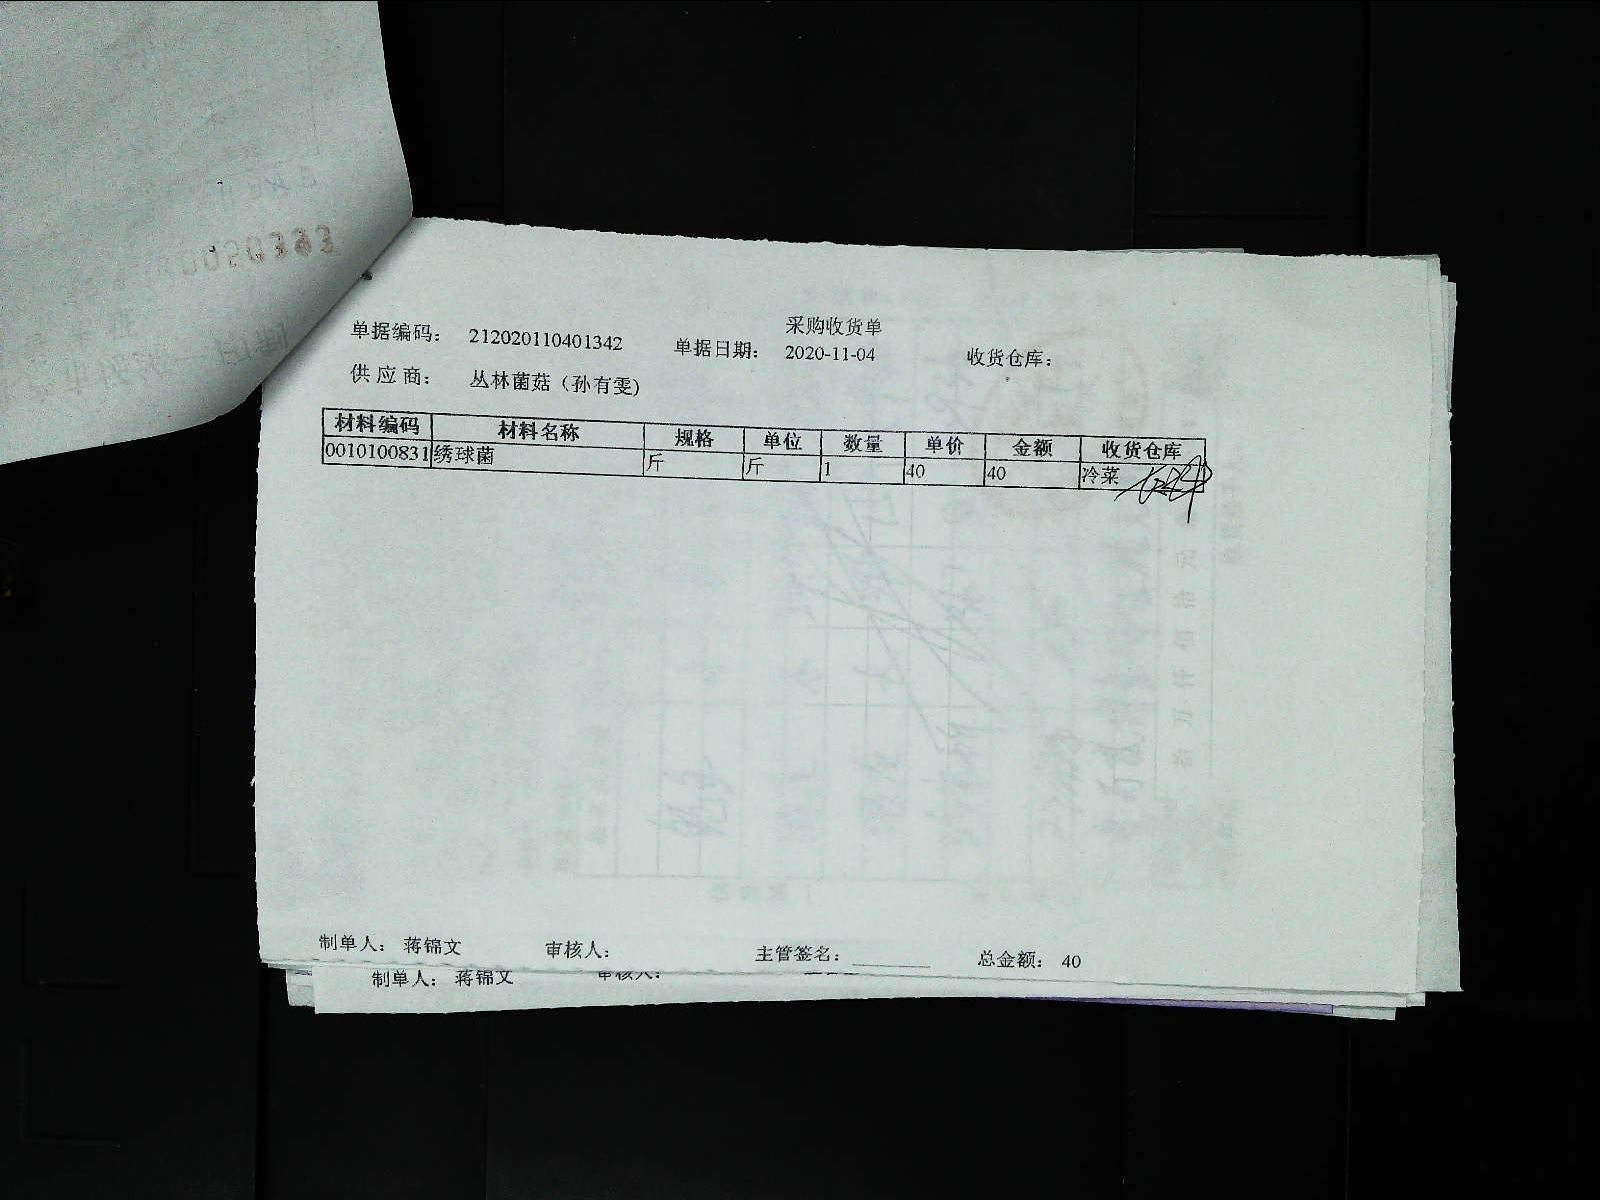 采购收货单
单据编码： 212020110401342 单据日期： 2020-11-04 收货仓库：
供应商： 丛林菌菇（孙有雯)
材料编码 材料名称 规格 单位 数量 单价 金额 收货仓库
0010100831 绣球菌 斤 斤 1 40 40 冷菜
制单人： 蒋锦文 审核人： 主管签名：________ 总金额： 40
制单人： 蒋锦文 审核人：